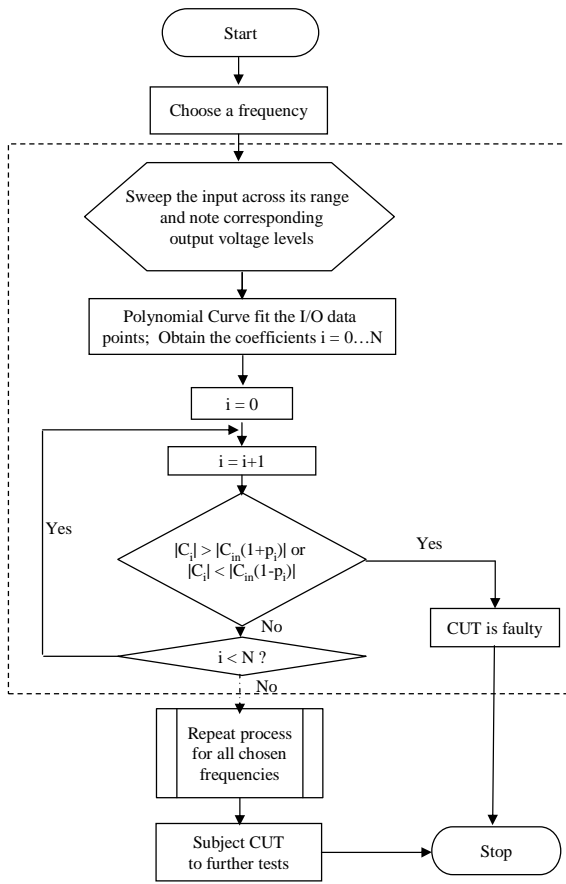 Start
Choose a frequency
Sweep the input across its range
and note corresponding
output voltage levels
Polynomial Curve fit the I/O data
points; Obtain the coefficients i = 0…N
i = 0
i = i+1
Yes
|Cᵢ| > |Cᵢₙ(1+pᵢ)| or
|Cᵢ| < |Cᵢₙ(1-pᵢ)|
Yes
No
CUT is faulty
i < N ?
No
Repeat process
for all chosen
frequencies
Subject CUT
to further tests
Stop